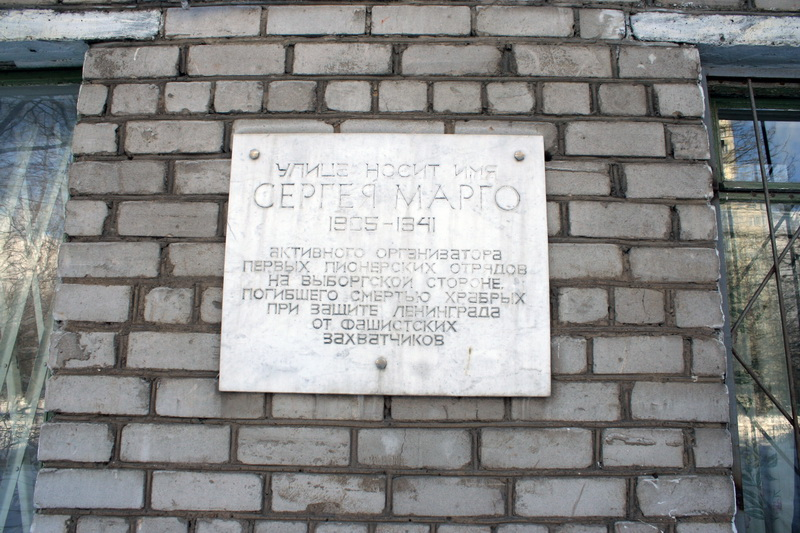 УЛИЦА НОСИТ ИМЯ
СЕРГЕЯ МАРГО
1905-1941
АКТИВНОГО ОРГАНИЗАТОРА
ПЕРВЫХ ПИОНЕРСКИХ ОТРЯДОВ
НА ВЫБОРГСКОЙ СТОРОНЕ,
ПОГИБШЕГО СМЕРТЬЮ ХРАБРЫХ
ПРИ ЗАЩИТЕ ЛЕНИНГРАДА
ОТ ФАШИСТСКИХ
ЗАХВАТЧИКОВ